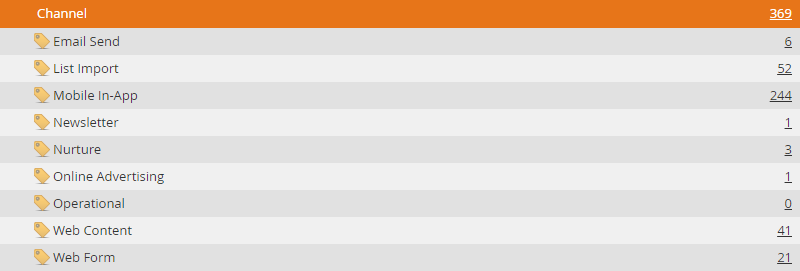 Channel 369
Email Send 6
List Import 52
Mobile In-App 244
Newsletter 1
Nurture 3
Online Advertising 1
Operational 0
Web Content 41
Web Form 21